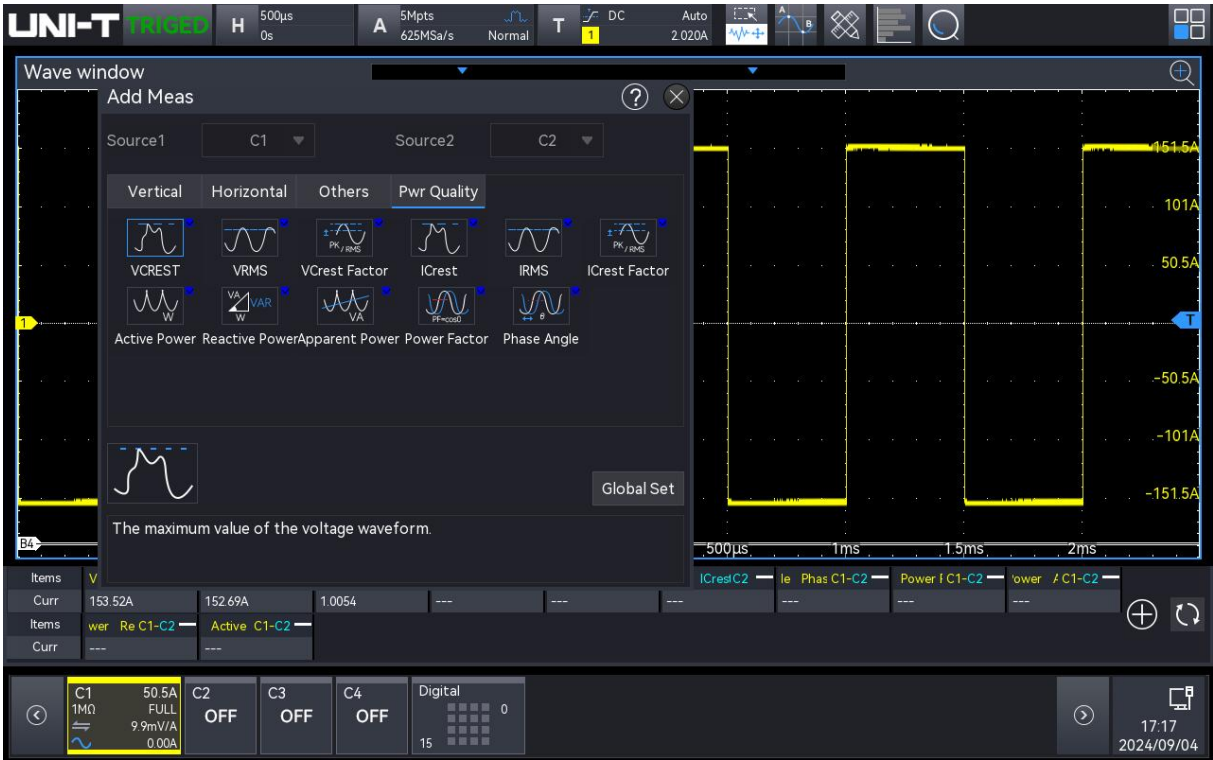 UNI-T TRIGED H 500µs 0s A 5Mpts 625MSa/s Normal T DC 1 Auto 2.020A A B
Wave window
Add Meas ?
Source1 C1 Source2 C2
Vertical Horizontal Others Pwr Quality
VCREST VRMS VCrest Factor ICrest IRMS ICrest Factor
Active Power Reactive Power Apparent Power Power Factor Phase Angle
Global Set
The maximum value of the voltage waveform.
151.5A
101A
50.5A
1 T
-50.5A
-101A
-151.5A
B4
500µs 1ms 1.5ms 2ms
Items V ICrest C2 le Phas C1-C2 Power F C1-C2 C1-C2
Curr 153.52A 152.69A 1.0054 --- --- --- --- --- ---
Items wer Re C1-C2 Active C1-C2
Curr --- ---
C1 50.5A
1MΩ FULL
9.9mV/A
0.00A
C2 OFF
C3 OFF
C4 OFF
Digital 0
15
17:17
2024/09/04